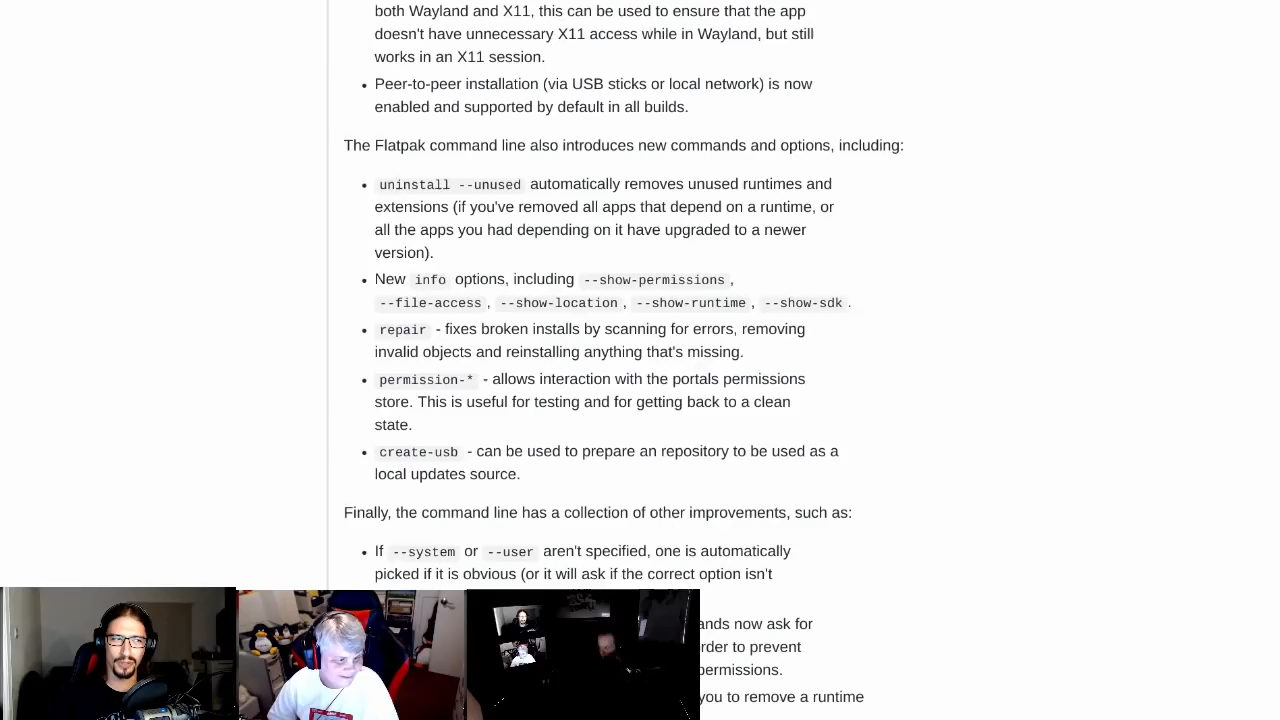 both Wayland and X11, this can be used to ensure that the app
doesn't have unnecessary X11 access while in Wayland, but still
works in an X11 session.
• Peer-to-peer installation (via USB sticks or local network) is now
enabled and supported by default in all builds.
The Flatpak command line also introduces new commands and options, including:
• uninstall --unused automatically removes unused runtimes and
extensions (if you've removed all apps that depend on a runtime, or
all the apps you had depending on it have upgraded to a newer
version).
• New info options, including --show-permissions ,
--file-access , --show-location , --show-runtime , --show-sdk .
• repair - fixes broken installs by scanning for errors, removing
invalid objects and reinstalling anything that's missing.
• permission-* - allows interaction with the portals permissions
store. This is useful for testing and for getting back to a clean
state.
• create-usb - can be used to prepare an repository to be used as a
local updates source.
Finally, the command line has a collection of other improvements, such as:
• If --system or --user aren't specified, one is automatically
picked if it is obvious (or it will ask if the correct option isn't
ands now ask for
rder to prevent
permissions.
you to remove a runtime